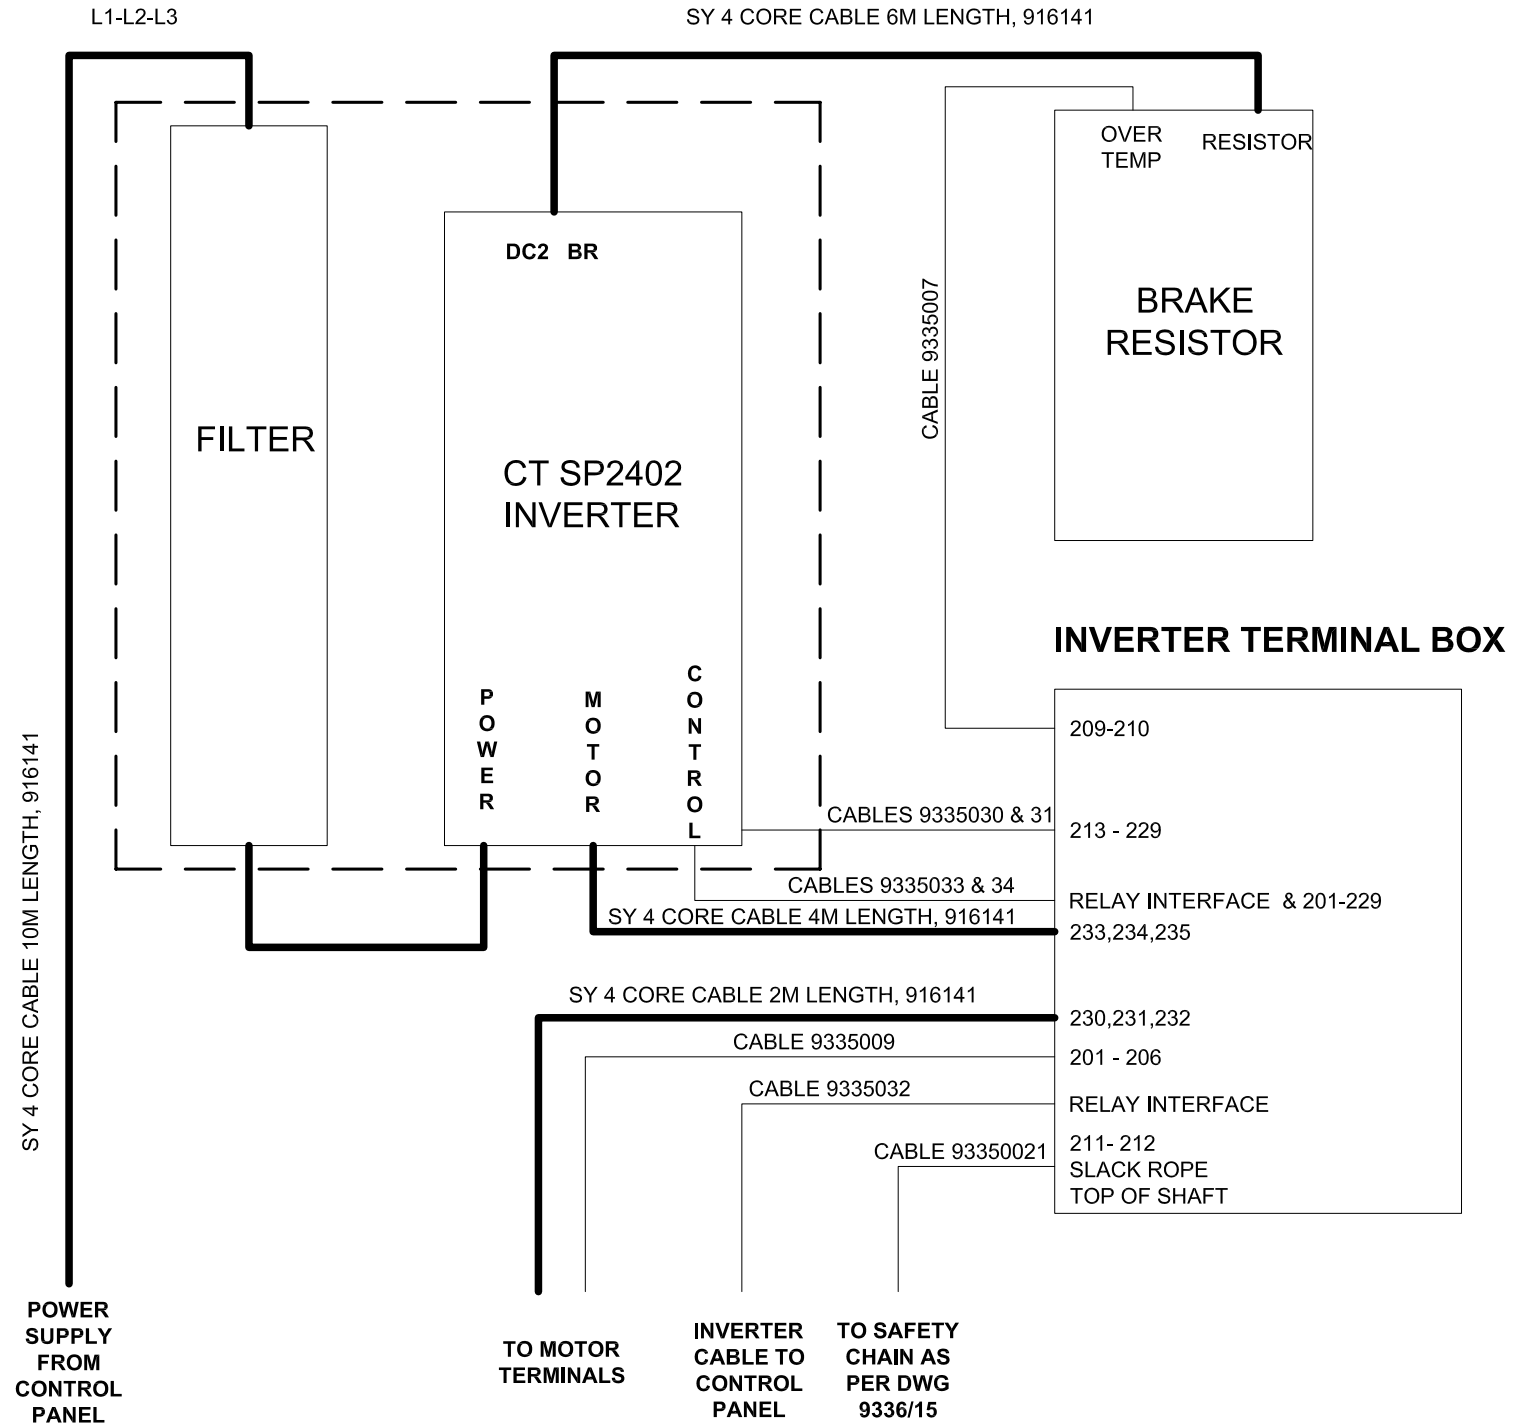 L1-L2-L3
SY 4 CORE CABLE 6M LENGTH, 916141
OVER
TEMP
RESISTOR
DC2 BR
BRAKE
RESISTOR
CABLE 9335007
FILTER
CT SP2402
INVERTER
INVERTER TERMINAL BOX
POWER
MOTOR
CONTROL
209-210
CABLES 9335030 & 31
213 - 229
CABLES 9335033 & 34
RELAY INTERFACE & 201-229
SY 4 CORE CABLE 4M LENGTH, 916141
233,234,235
SY 4 CORE CABLE 10M LENGTH, 916141
SY 4 CORE CABLE 2M LENGTH, 916141
230,231,232
CABLE 9335009
201 - 206
CABLE 9335032
RELAY INTERFACE
CABLE 93350021
211- 212
SLACK ROPE
TOP OF SHAFT
POWER
SUPPLY
FROM
CONTROL
PANEL
TO MOTOR
TERMINALS
INVERTER
CABLE TO
CONTROL
PANEL
TO SAFETY
CHAIN AS
PER DWG
9336/15